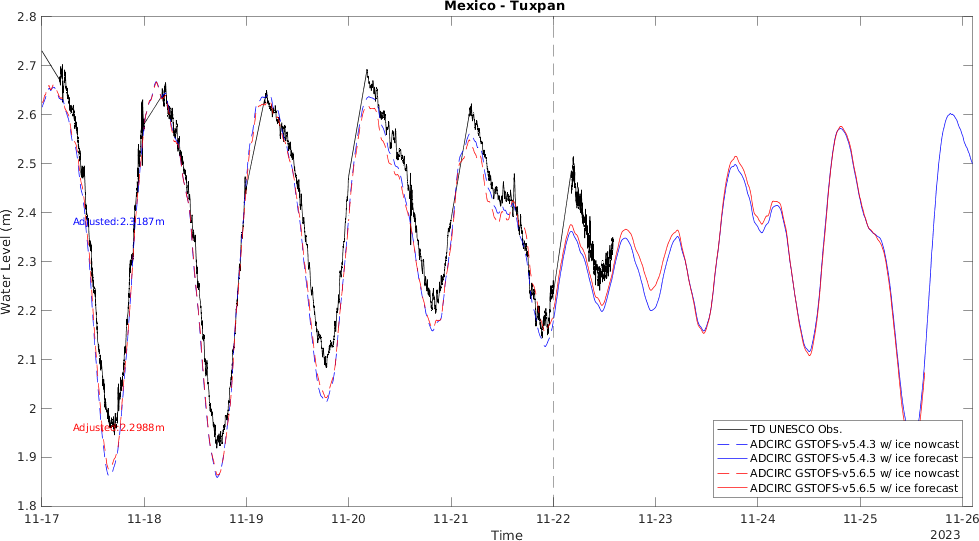 Mexico - Tuxpan
2.8
2.7
2.6
2.5
2.4
2.3
2.2
2.1
2
1.9
1.8
Water Level (m)
Adjusted:2.3187m
Adjusted:2.2988m
TD UNESCO Obs.
ADCIRC GSTOFS-v5.4.3 w/ ice nowcast
ADCIRC GSTOFS-v5.4.3 w/ ice forecast
ADCIRC GSTOFS-v5.6.5 w/ ice nowcast
ADCIRC GSTOFS-v5.6.5 w/ ice forecast
11-17 11-18 11-19 11-20 11-21 11-22 11-23 11-24 11-25 11-26
2023
Time